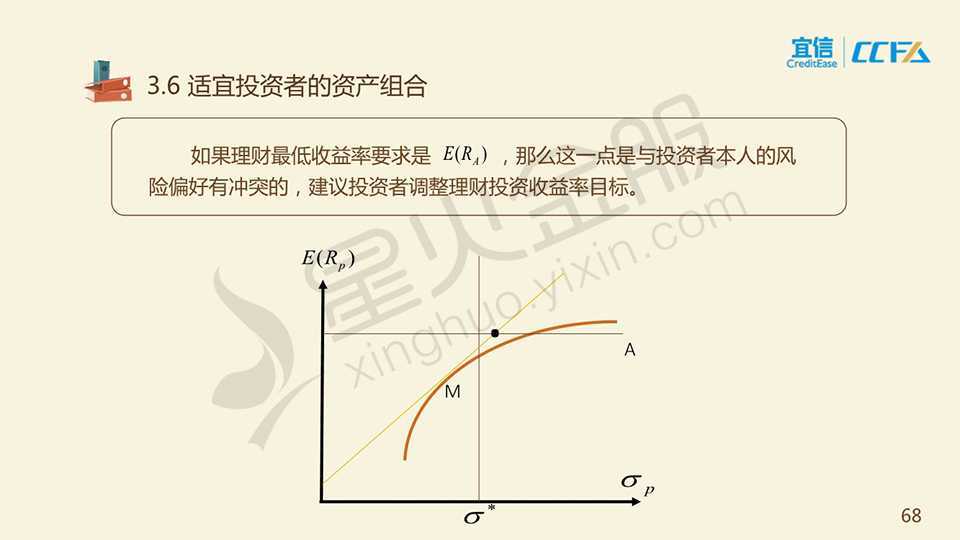 宜信 CCFA
CreditEase
3.6 适宜投资者的资产组合
如果理财最低收益率要求是 E(R_A) ，那么这一点是与投资者本人的风
险偏好有冲突的，建议投资者调整理财投资收益率目标。
星火金服
xinghuo.yixin.com
E(R_p)
A
M
σ_p
σ*
68